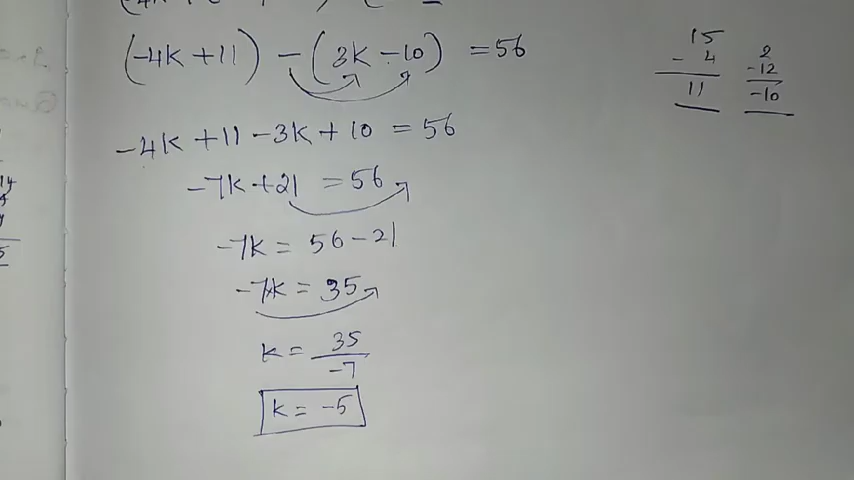 (-4k + 11) - (3k - 10) = 56
-4k + 11 - 3k + 10 = 56
-7k + 21 = 56
-7k = 56 - 21
-7k = 35
k = 35/-7
k = -5
15
- 4
11
2
-12
-10